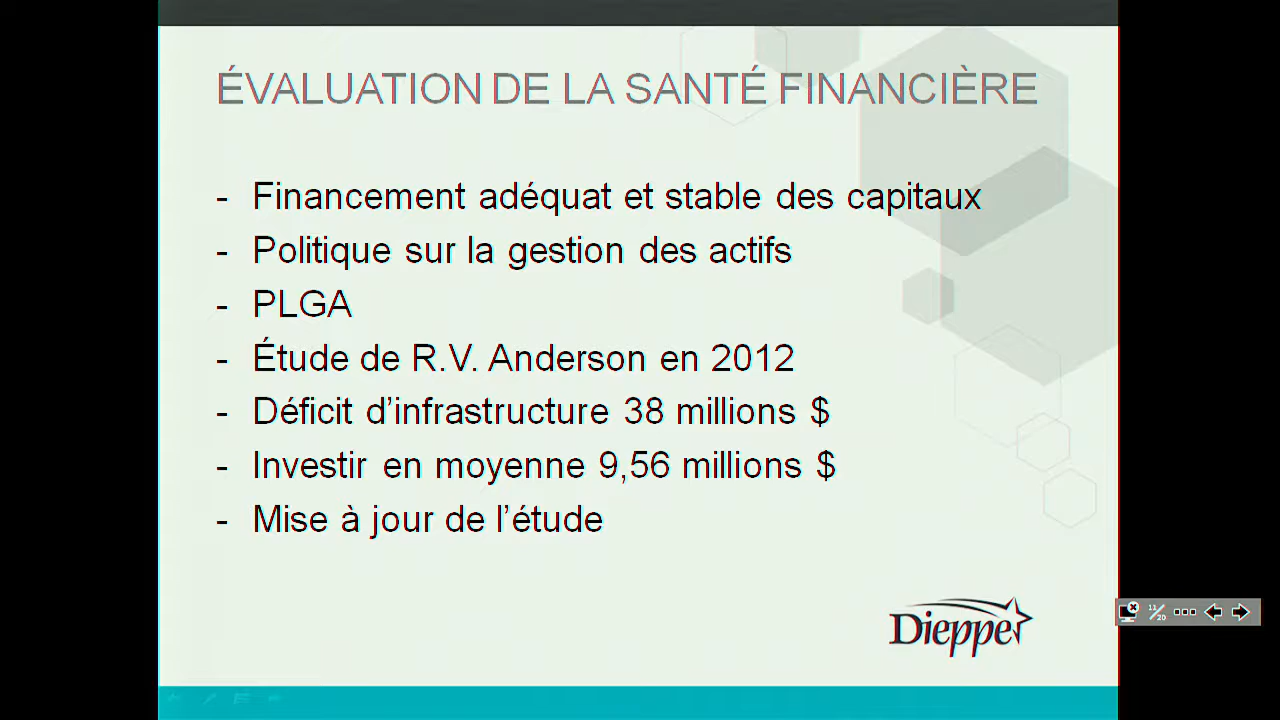 ÉVALUATION DE LA SANTÉ FINANCIÈRE
- Financement adéquat et stable des capitaux
- Politique sur la gestion des actifs
- PLGA
- Étude de R.V. Anderson en 2012
- Déficit d’infrastructure 38 millions $
- Investir en moyenne 9,56 millions $
- Mise à jour de l’étude
Dieppe
11/20